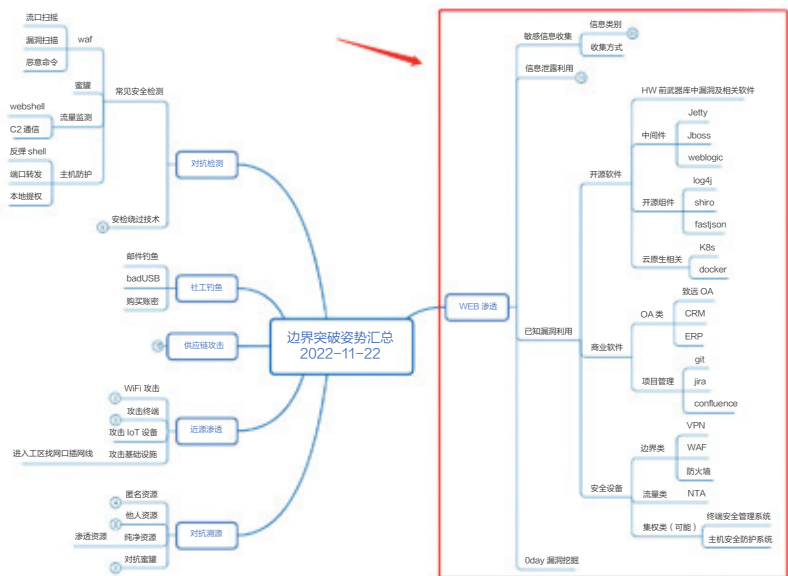 流口扫摇
漏洞扫描
恶意命令
waf
蜜罐
常见安全检测
webshell
C2通信
流量监测
反弹 shell
端口转发
本地提权
主机防护
对抗检测
安检绕过技术
邮件钓鱼
badUSB
购买账密
社工钓鱼
供应链攻击
WiFi 攻击
攻击终端
攻击 IoT 设备
进入工区找网口插网线
攻击基础设施
近源渗透
匿名资源
他人资源
渗透资源
纯净资源
对抗蜜罐
对抗溯源
边界突破姿势汇总
2022-11-22
WEB 渗透
敏感信息收集
信息类别
收集方式
信息泄露利用
已知漏洞利用
开源软件
HW 前武器库中漏洞及相关软件
中间件
Jetty
Jboss
weblogic
开源组件
log4j
shiro
fastjson
云原生相关
K8s
docker
商业软件
OA 类
致远 OA
CRM
ERP
项目管理
git
jira
confluence
安全设备
边界类
VPN
WAF
防火墙
流量类
NTA
集权类（可能）
终端安全管理系统
主机安全防护系统
0day 漏洞挖掘